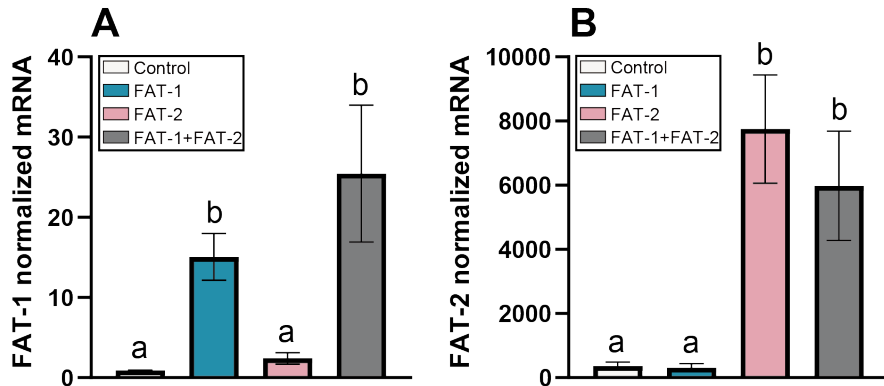 A
FAT-1 normalized mRNA
40
30
20
10
0
Control
FAT-1
FAT-2
FAT-1+FAT-2
a
b
a
b
B
FAT-2 normalized mRNA
10000
8000
6000
4000
2000
0
Control
FAT-1
FAT-2
FAT-1+FAT-2
a
a
b
b